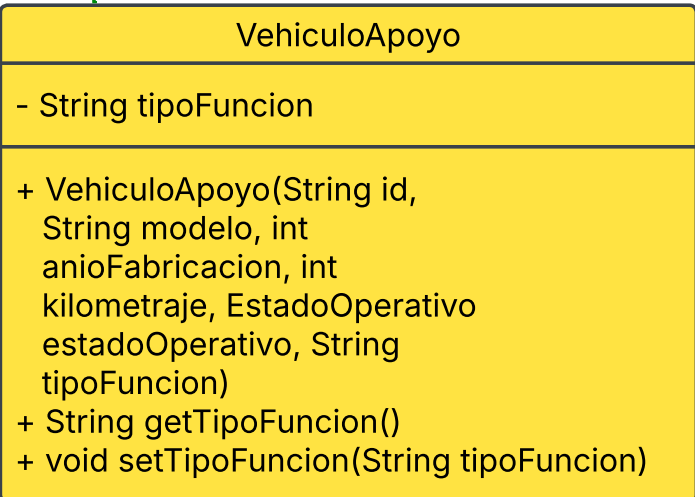 VehiculoApoyo
- String tipoFuncion
+ VehiculoApoyo(String id,
String modelo, int
anioFabricacion, int
kilometraje, EstadoOperativo
estadoOperativo, String
tipoFuncion)
+ String getTipoFuncion()
+ void setTipoFuncion(String tipoFuncion)